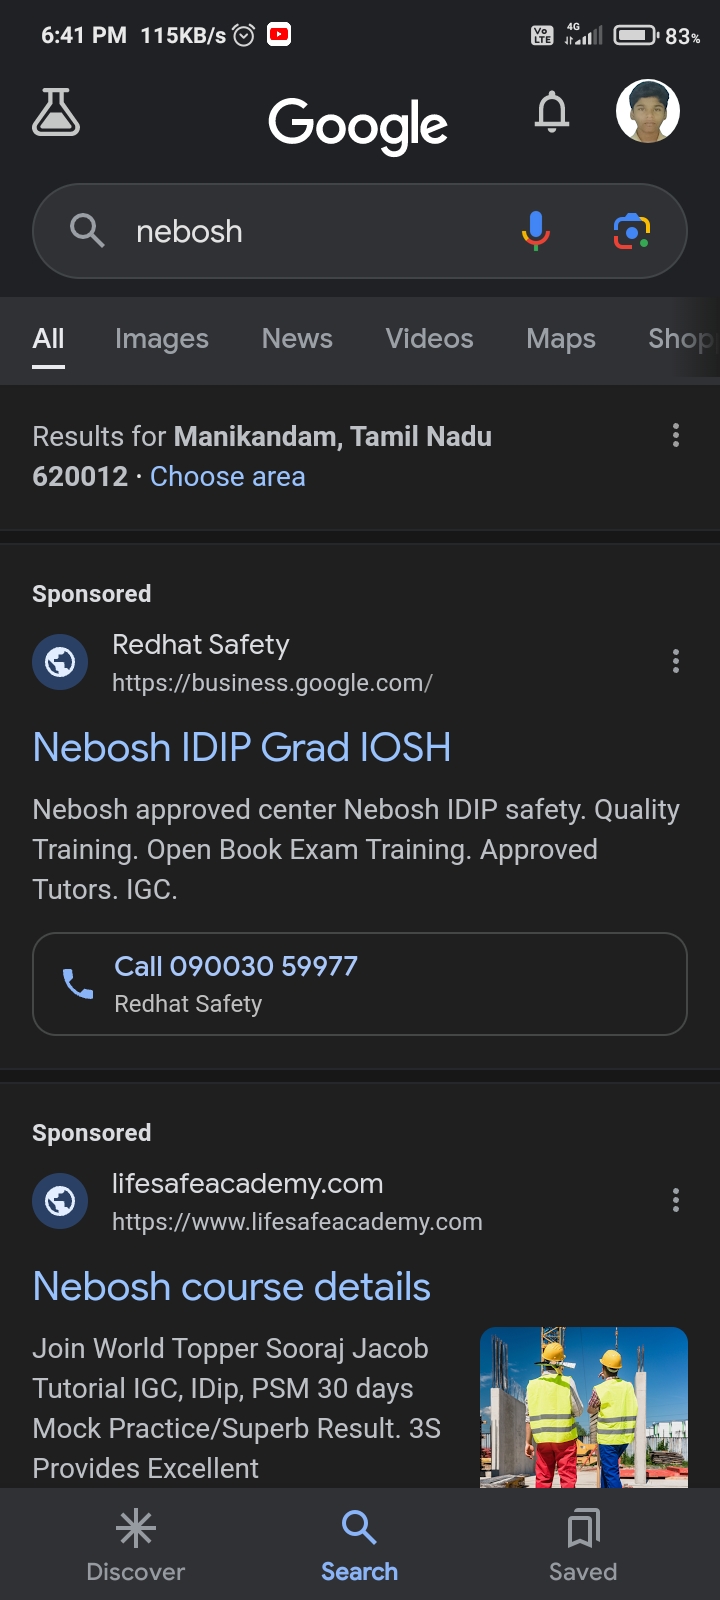 6:41 PM 115KB/s Vo LTE 4G 83%
Google
nebosh
All Images News Videos Maps Shop
Results for Manikandam, Tamil Nadu
620012 · Choose area
Sponsored
Redhat Safety
https://business.google.com/
Nebosh IDIP Grad IOSH
Nebosh approved center Nebosh IDIP safety. Quality
Training. Open Book Exam Training. Approved
Tutors. IGC.
Call 090030 59977
Redhat Safety
Sponsored
lifesafeacademy.com
https://www.lifesafeacademy.com
Nebosh course details
Join World Topper Sooraj Jacob
Tutorial IGC, IDip, PSM 30 days
Mock Practice/Superb Result. 3S
Provides Excellent
Discover Search Saved